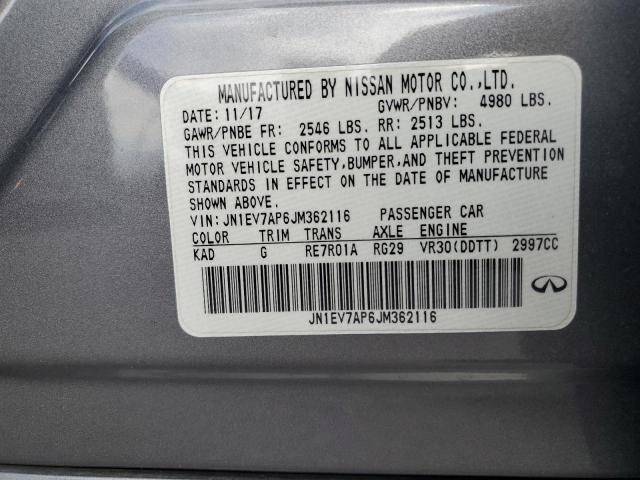 MANUFACTURED BY NISSAN MOTOR CO.,LTD.
DATE: 11/17 GVWR/PNBV: 4980 LBS.
GAWR/PNBE FR: 2546 LBS. RR: 2513 LBS.
THIS VEHICLE CONFORMS TO ALL APPLICABLE FEDERAL
MOTOR VEHICLE SAFETY,BUMPER,AND THEFT PREVENTION
STANDARDS IN EFFECT ON THE DATE OF MANUFACTURE
SHOWN ABOVE.
VIN: JN1EV7AP6JM362116 PASSENGER CAR
COLOR TRIM TRANS AXLE ENGINE
KAD G RE7R01A RG29 VR30(DDTT) 2997CC
JN1EV7AP6JM362116